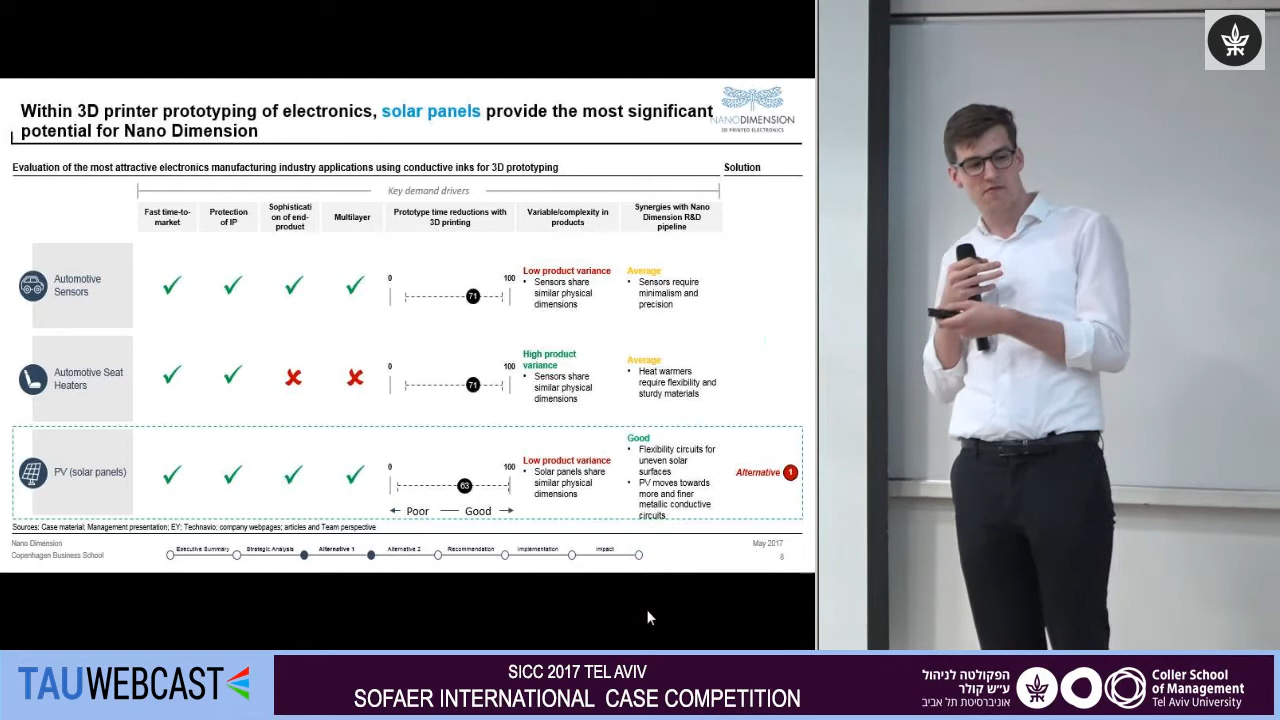 Within 3D printer prototyping of electronics, solar panels provide the most significant
potential for Nano Dimension
NANODIMENSION
3D PRINTED ELECTRONICS
Evaluation of the most attractive electronics manufacturing industry applications using conductive inks for 3D prototyping
Solution
Key demand drivers
Fast time-to-
market
Protection
of IP
Sophisticati
on of end-
product
Multilayer
Prototype time reductions with
3D printing
Variable/complexity in
products
Synergies with Nano
Dimension R&D
pipeline
Automotive
Sensors
0
100
71
Low product variance
• Sensors share
similar physical
dimensions
Average
• Sensors require
minimalism and
precision
Automotive Seat
Heaters
0
100
71
High product
variance
• Sensors share
similar physical
dimensions
Average
• Heat warmers
require flexibility and
sturdy materials
PV (solar panels)
0
100
63
Poor
Good
Low product variance
• Solar panels share
similar physical
dimensions
Good
• Flexibility circuits for
uneven solar
surfaces
• PV moves towards
more and finer
metallic conductive
circuits
Alternative 1
Sources: Case material; Management presentation; EY; Technavio; company webpages; articles and Team perspective
Nano Dimension
Copenhagen Business School
Executive Summary
Strategic Analysis
Alternative 1
Alternative 2
Recommendation
Implementation
Impact
May 2017
8
TAUWEBCAST
SICC 2017 TEL AVIV
SOFAER INTERNATIONAL CASE COMPETITION
הפקולטה לניהול
ע״ש קולר
אוניברסיטת תל אביב
Coller School
of Management
Tel Aviv University